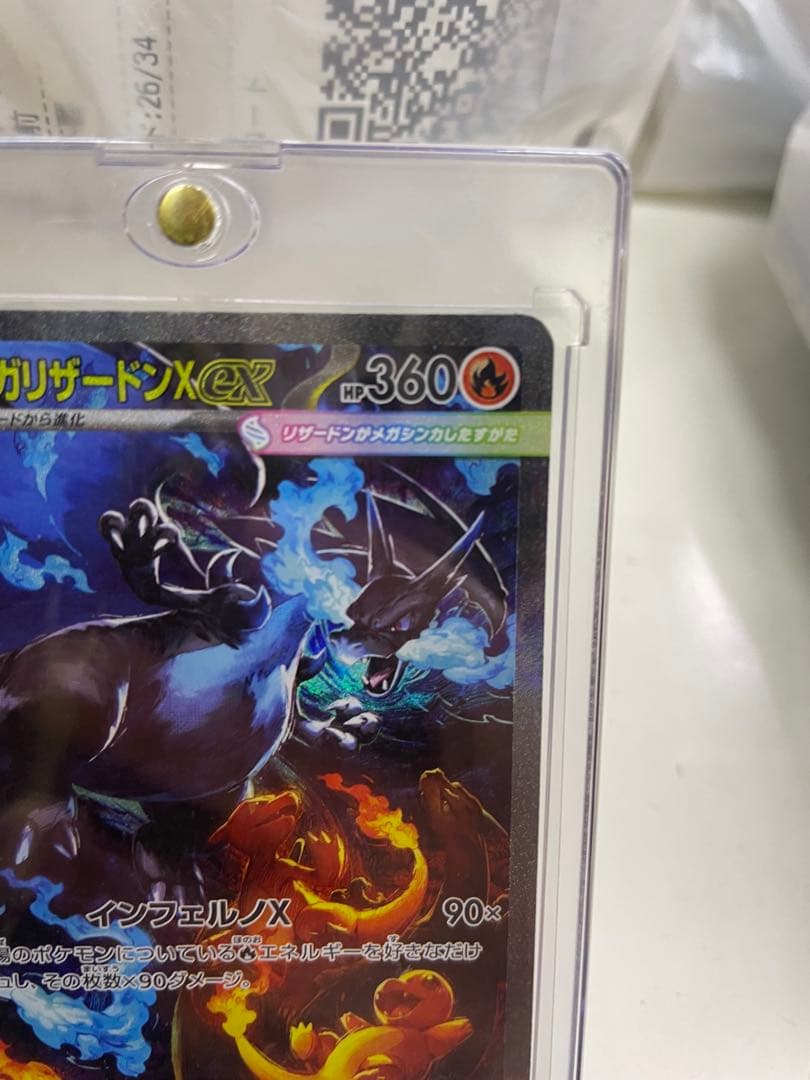 ト:26/34
前
ガリザードンXex HP360
ードから進化
リザードンがメガシンカしたすがた
インフェルノX 90×
場のポケモンについている エネルギーを好きなだけ
ュし、その枚数×90ダメージ。